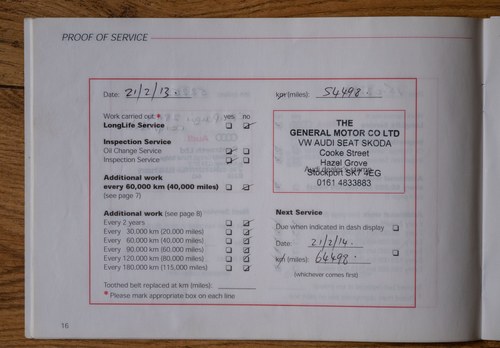 PROOF OF SERVICE
Date: 21/2/13.
km (miles): 54498.
Work carried out * yes no
LongLife Service
Inspection Service
Oil Change Service
Inspection Service
Additional work
every 60,000 km (40,000 miles)
(see page 7)
Additional work (see page 8)
Every 2 years
Every 30,000 km (20,000 miles)
Every 60,000 km (40,000 miles)
Every 90,000 km (60,000 miles)
Every 120,000 km (80,000 miles)
Every 180,000 km (115,000 miles)
Toothed belt replaced at km (miles):
* Please mark appropriate box on each line
THE
GENERAL MOTOR CO LTD
VW AUDI SEAT SKODA
Cooke Street
Hazel Grove
Stockport SK7 4EG
0161 4833883
Next Service
Due when indicated in dash display
Date: 21/2/14.
km (miles): 64498.
(whichever comes first)
16